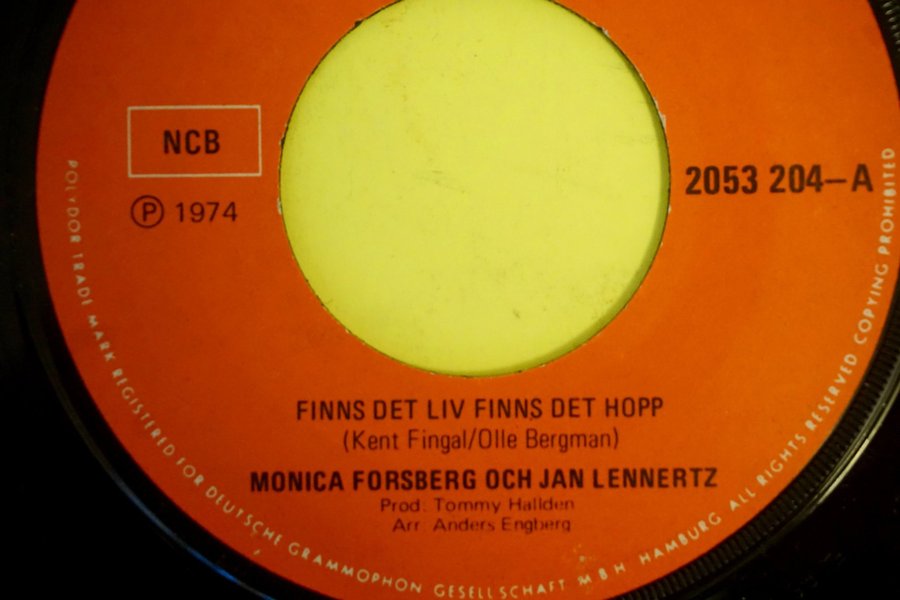 NCB
Ⓟ 1974
2053 204–A
FINNS DET LIV FINNS DET HOPP
(Kent Fingal/Olle Bergman)
MONICA FORSBERG OCH JAN LENNERTZ
Prod: Tommy Hallden
Arr: Anders Engberg
POLYDOR TRADE MARK REGISTERED FOR DEUTSCHE GRAMMOPHON GESELLSCHAFT MBH HAMBURG ALL RIGHTS RESERVED COPYING PROHIBITED